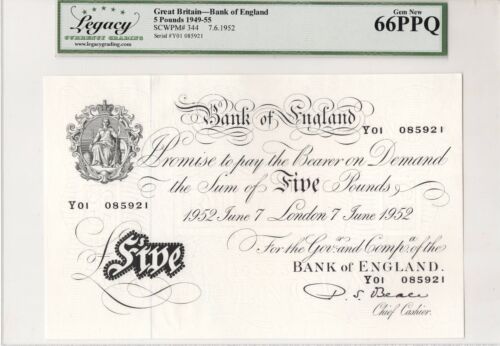 Legacy
CURRENCY GRADING
www.legacygrading.com
Great Britain—Bank of England
5 Pounds 1949-55
SCWPM# 344 7.6.1952
Serial #Y01 085921
Gem New
66PPQ
Bank of England
Y01 085921
I Promise to pay the Bearer on Demand
the Sum of Five Pounds
Y01 085921
1952 June 7 London 7 June 1952
For the Govr. and Compa. of the
BANK of ENGLAND.
£ Five
Y01 085921
P. S. Beale
Chief Cashier.